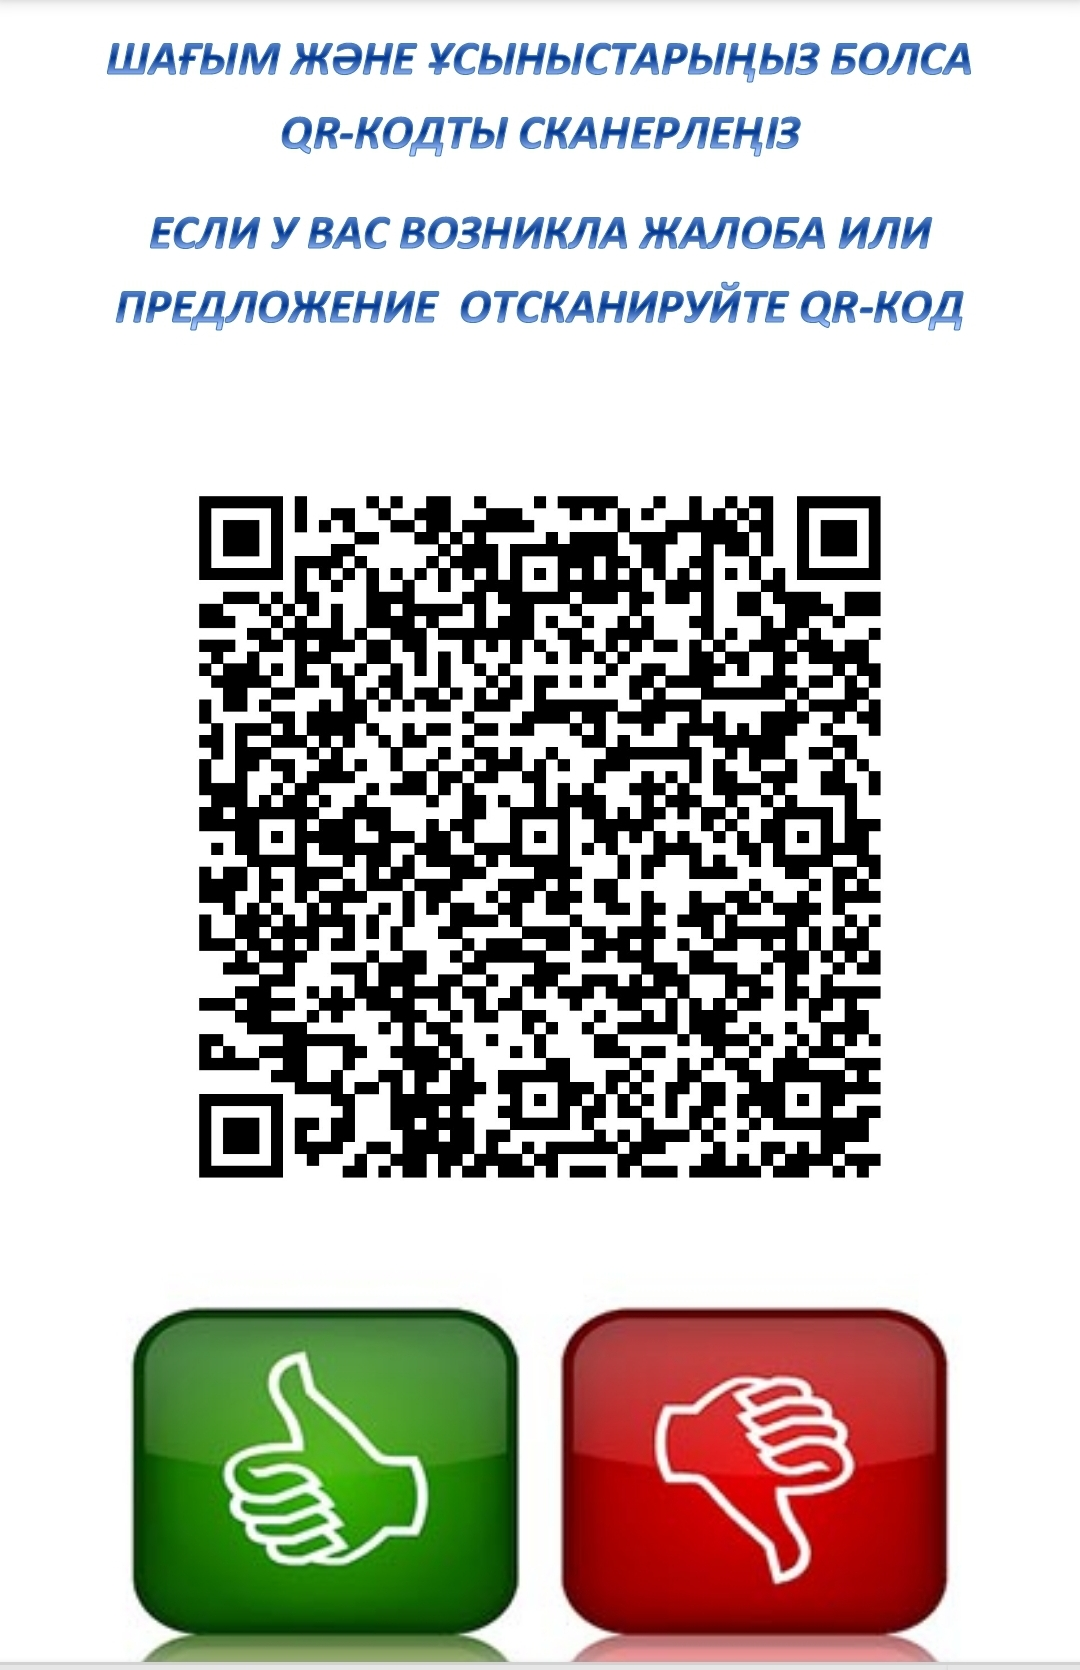 ШАҒЫМ ЖӘНЕ ҰСЫНЫСТАРЫҢЫЗ БОЛСА
QR-КОДТЫ СКАНЕРЛЕҢІЗ
ЕСЛИ У ВАС ВОЗНИКЛА ЖАЛОБА ИЛИ
ПРЕДЛОЖЕНИЕ ОТСКАНИРУЙТЕ QR-КОД